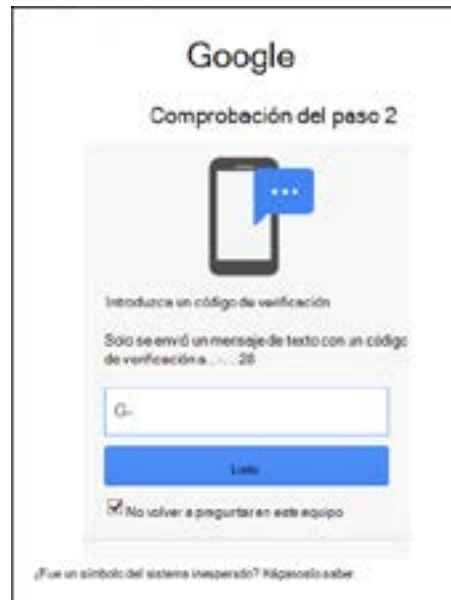 Google
Comprobación del paso 2
Introduzca un código de verificación
Solo se envió un mensaje de texto con un código
de verificación a ... ... 28
G-
Listo
No volver a preguntar en este equipo
¿Fue un símbolo del sistema inesperado? Háganoslo saber